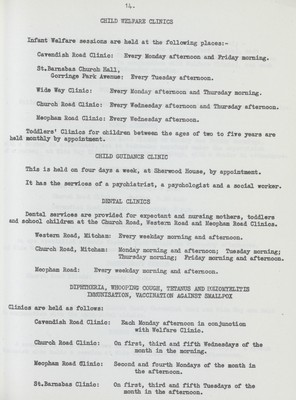 14.
CHILD WELFARE CLINICS
Infant Welfare sessions are held at the following places:-
Cavendish Road Clinic: Every Monday afternoon and Friday morning.
St.Barnabas Church Hall,
Gorringe Park Avenue: Every Tuesday afternoon.
Wide Way Clinic: Every Monday afternoon and Thursday morning.
Church Road Clinic: Every Wednesday afternoon and Thursday afternoon.
Meopham Road Clinic: Every Wednesday afternoon.
Toddlers' Clinics for children between the ages of two to five years are
held monthly by appointment.
CHILD GUIDANCE CLINIC
This is held on four days a week, at Sherwood House, by appointment.
It has the services of a psychiatrist, a psychologist and a social worker.
DENTAL CLINICS
Dental services are provided for expectant and nursing mothers, toddlers
and school children at the Church Road, Western Road and Meopham Road Clinics.
Western Road, Mitcham: Every weekday morning and afternoon.
Church Road, Mitcham: Monday morning and afternoon; Tuesday morning;
Thursday morning; Friday morning and afternoon.
Meopham Road: Every weekday morning and afternoon.
DIPHTHERIA, WHOOPING COUGH, TETANUS AND POLIOMYELITIS
IMMUNISATION, VACCINATION AGAINST SMALLPOX
Clinics are held as follows:
Cavendish Road Clinic: Each Monday afternoon in conjunction
with Welfare Clinic.
Church Road Clinic: On first, third and fifth Wednesdays of the
month in the morning.
Meopham Road Clinic: Second and fourth Mondays of the month in
the afternoon.
St.Barnabas Clinic: On first, third and fifth Tuesdays of the
month in the afternoon.